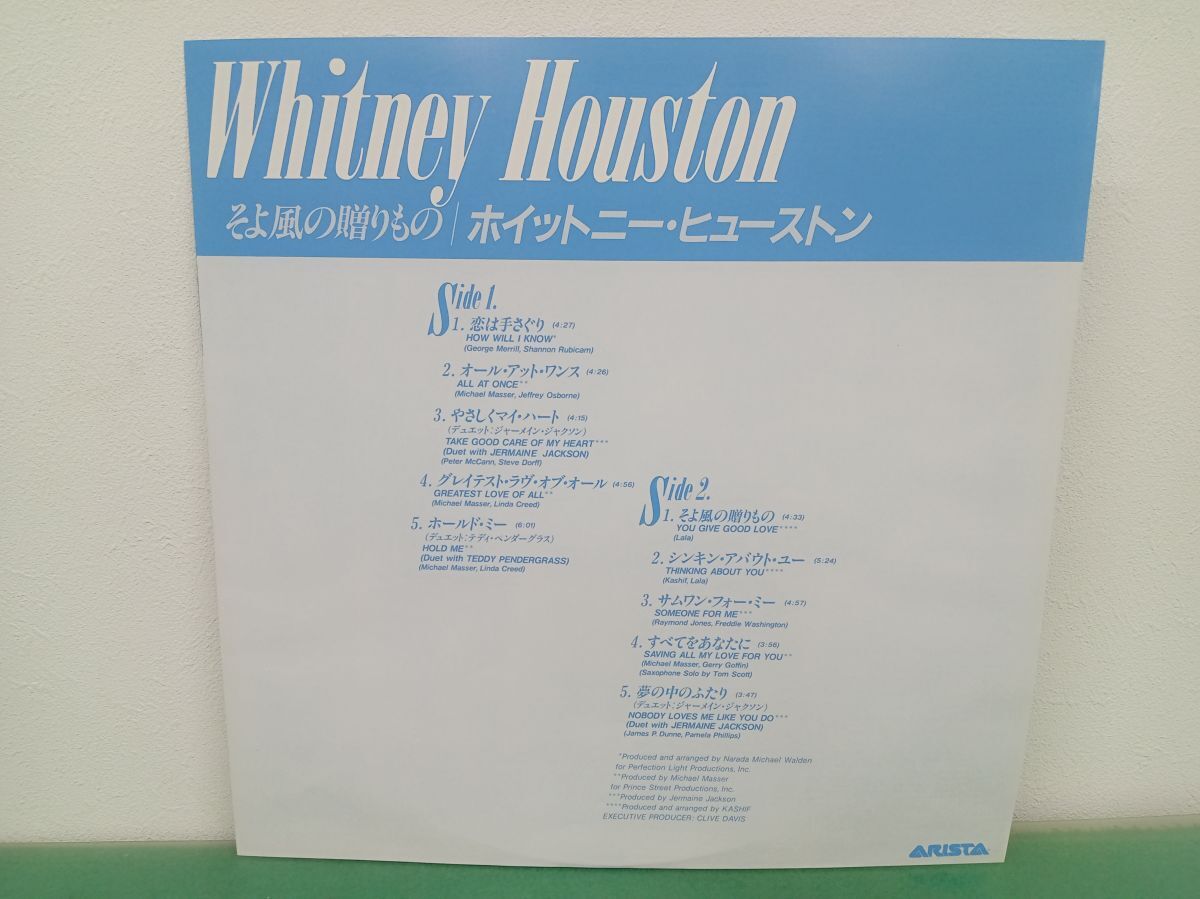 Whitney Houston
そよ風の贈りもの | ホイットニー・ヒューストン
Side 1.
1. 恋は手さぐり (4:27)
HOW WILL I KNOW*
(George Merrill, Shannon Rubicam)
2. オール・アット・ワンス (4:26)
ALL AT ONCE**
(Michael Masser, Jeffrey Osborne)
3. やさしくマイ・ハート (4:15)
(デュエット:ジャーメイン・ジャクソン)
TAKE GOOD CARE OF MY HEART***
(Duet with JERMAINE JACKSON)
(Peter McCann, Steve Dorff)
4. グレイテスト・ラヴ・オブ・オール (4:56)
GREATEST LOVE OF ALL**
(Michael Masser, Linda Creed)
5. ホールド・ミー (6:01)
(デュエット:テディ・ペンダーグラス)
HOLD ME**
(Duet with TEDDY PENDERGRASS)
(Michael Masser, Linda Creed)
Side 2.
1. そよ風の贈りもの (4:33)
YOU GIVE GOOD LOVE****
(Lala)
2. シンキン・アバウト・ユー (5:24)
THINKING ABOUT YOU****
(Kashif, Lala)
3. サムワン・フォー・ミー (4:57)
SOMEONE FOR ME***
(Raymond Jones, Freddie Washington)
4. すべてをあなたに (3:56)
SAVING ALL MY LOVE FOR YOU**
(Michael Masser, Gerry Goffin)
(Saxophone Solo by Tom Scott)
5. 夢の中のふたり (3:47)
(デュエット:ジャーメイン・ジャクソン)
NOBODY LOVES ME LIKE YOU DO***
(Duet with JERMAINE JACKSON)
(James P. Dunne, Pamela Phillips)
*Produced and arranged by Narada Michael Walden
for Perfection Light Productions, Inc.
**Produced by Michael Masser
for Prince Street Productions, Inc.
***Produced by Jermaine Jackson
****Produced and arranged by KASHIF
EXECUTIVE PRODUCER: CLIVE DAVIS
ARISTA